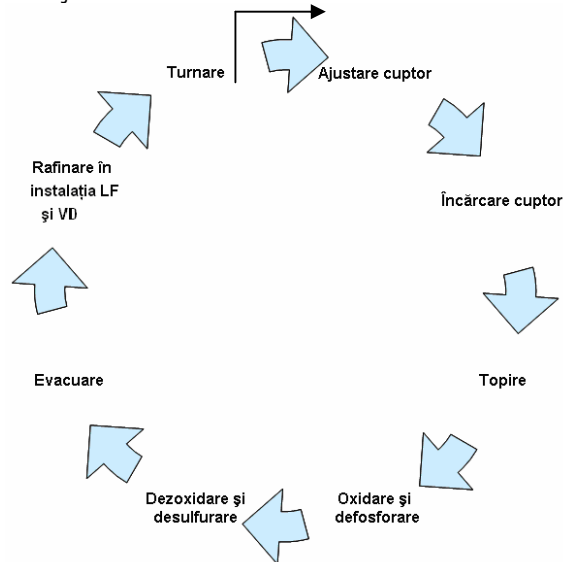 Turnare
Ajustare cuptor
Încărcare cuptor
Topire
Oxidare şi
defosforare
Dezoxidare şi
desulfurare
Evacuare
Rafinare în
instalaţia LF
şi VD